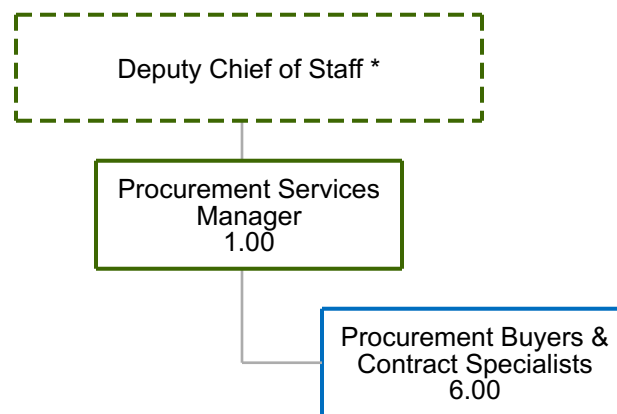 Deputy Chief of Staff *
Procurement Services
Manager
1.00
Procurement Buyers &
Contract Specialists
6.00